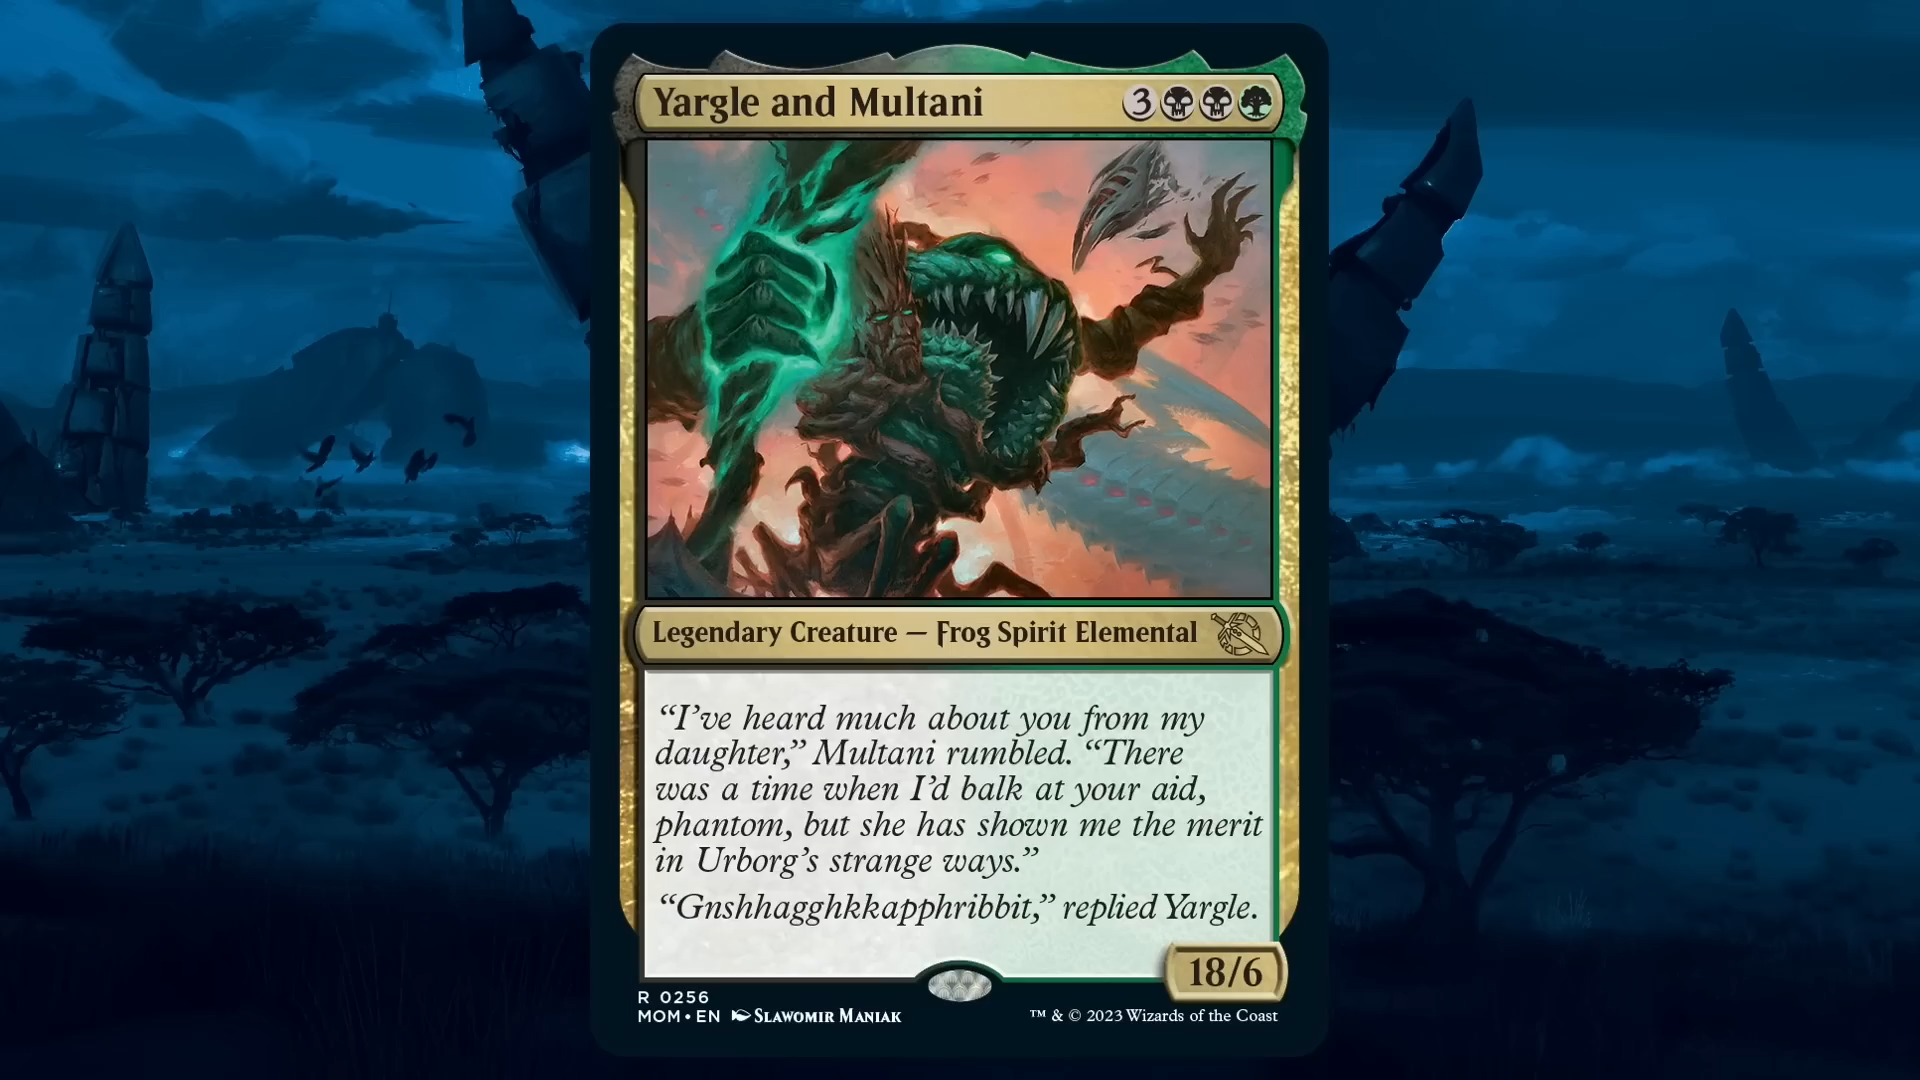 Yargle and Multani 3
Legendary Creature — Frog Spirit Elemental
“I’ve heard much about you from my
daughter,” Multani rumbled. “There
was a time when I’d balk at your aid,
phantom, but she has shown me the merit
in Urborg’s strange ways.”
“Gnshhagghkkapphribbit,” replied Yargle.
18/6
R 0256
MOM • EN Slawomir Maniak
™ & © 2023 Wizards of the Coast